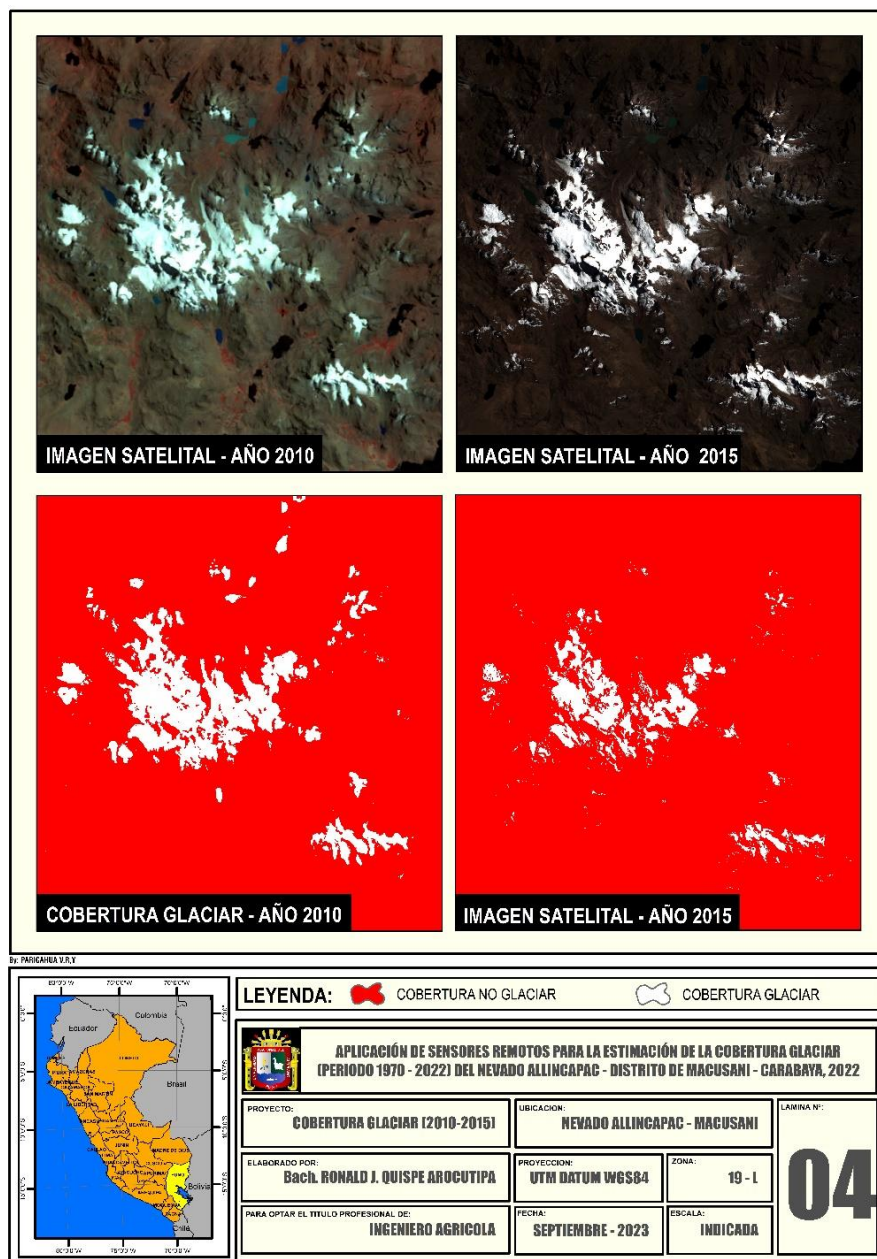 IMAGEN SATELITAL - AÑO 2010
IMAGEN SATELITAL - AÑO 2015
COBERTURA GLACIAR - AÑO 2010
IMAGEN SATELITAL - AÑO 2015
By: PARICAHUA V.R.Y
LEYENDA:
COBERTURA NO GLACIAR
COBERTURA GLACIAR
Ecuador
Colombia
Brasil
Bolivia
Chile
APLICACIÓN DE SENSORES REMOTOS PARA LA ESTIMACIÓN DE LA COBERTURA GLACIAR
(PERIODO 1970 - 2022) DEL NEVADO ALLINCAPAC - DISTRITO DE MACUSANI - CARABAYA, 2022
PROYECTO:
COBERTURA GLACIAR [2010-2015]
UBICACION:
NEVADO ALLINCAPAC - MACUSANI
LAMINA Nº:
04
ELABORADO POR:
Bach. RONALD J. QUISPE AROCUTIPA
PROYECCION:
UTM DATUM WGS84
ZONA:
19 - L
PARA OPTAR EL TITULO PROFESIONAL DE:
INGENIERO AGRICOLA
FECHA:
SEPTIEMBRE - 2023
ESCALA:
INDICADA